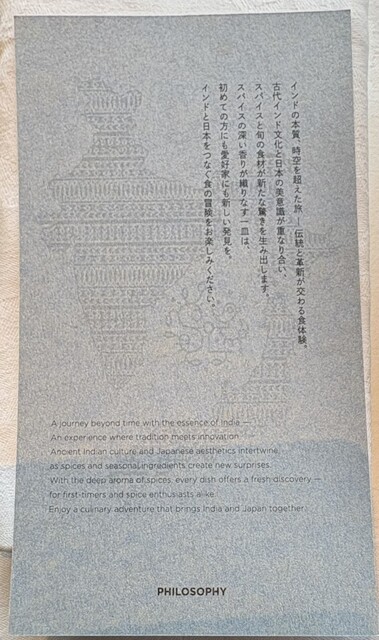 インドの本質、時空を超えた旅 ― 伝統と革新が交わる食体験。
古代インド文化と日本の美意識が重なり合い、
スパイスと旬の食材が新たな驚きを生み出します。
スパイスの深い香りが織りなす一皿は、
初めての方にも愛好家にも新しい発見を。
インドと日本をつなぐ食の冒険をお楽しみください。
A journey beyond time with the essence of India —
An experience where tradition meets innovation
Ancient Indian culture and Japanese aesthetics intertwine,
as spices and seasonal ingredients create new surprises.
With the deep aroma of spices, every dish offers a fresh discovery —
for first-timers and spice enthusiasts alike.
Enjoy a culinary adventure that brings India and Japan together.
PHILOSOPHY